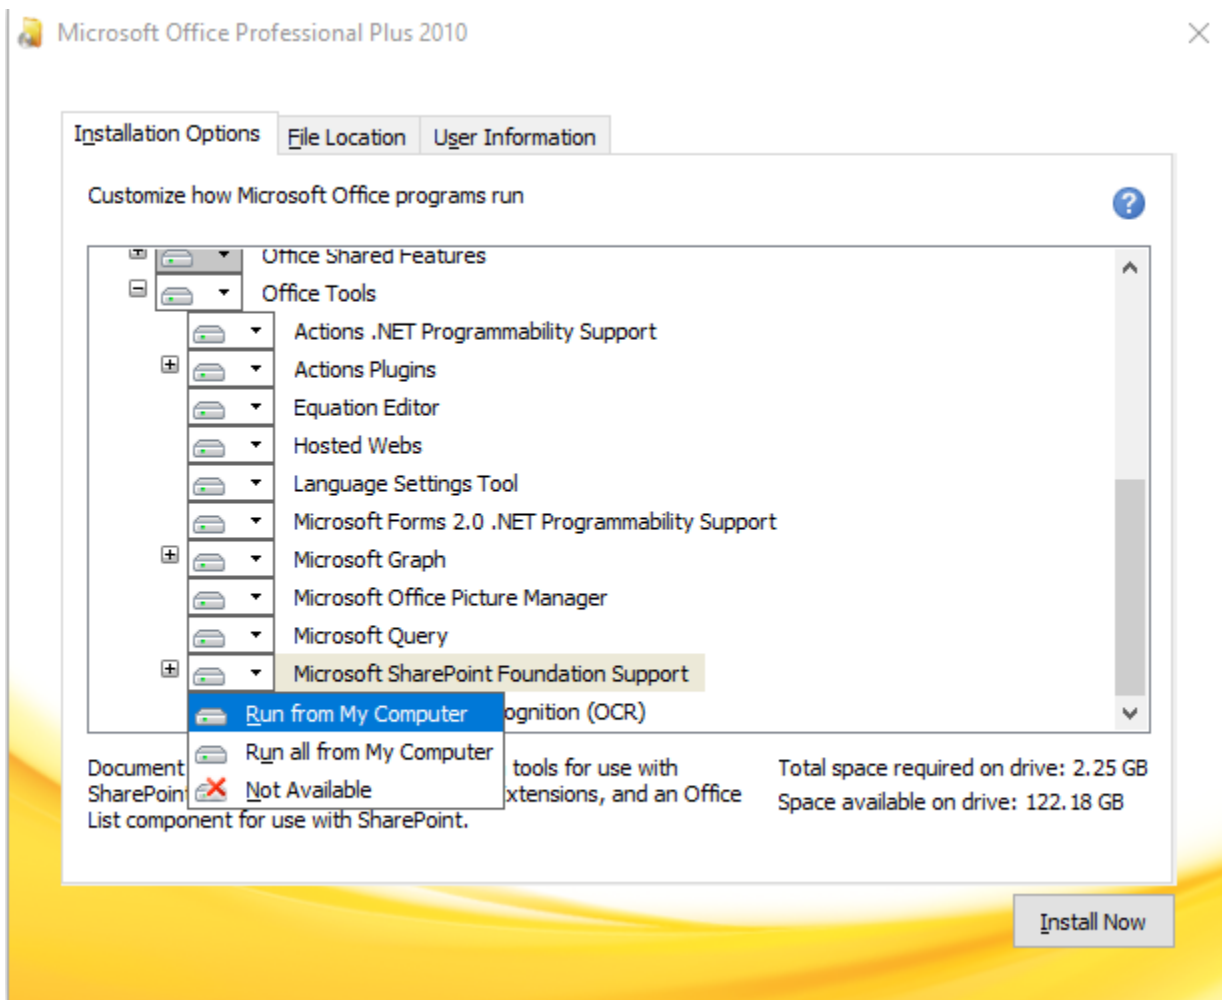 Microsoft Office Professional Plus 2010
Installation Options
File Location
User Information
Customize how Microsoft Office programs run
Office Shared Features
Office Tools
Actions .NET Programmability Support
Actions Plugins
Equation Editor
Hosted Webs
Language Settings Tool
Microsoft Forms 2.0 .NET Programmability Support
Microsoft Graph
Microsoft Office Picture Manager
Microsoft Query
Microsoft SharePoint Foundation Support
Run from My Computer
ognition (OCR)
Run all from My Computer
Not Available
Document tools for use with
SharePoint xtensions, and an Office
List component for use with SharePoint.
Total space required on drive: 2.25 GB
Space available on drive: 122.18 GB
Install Now